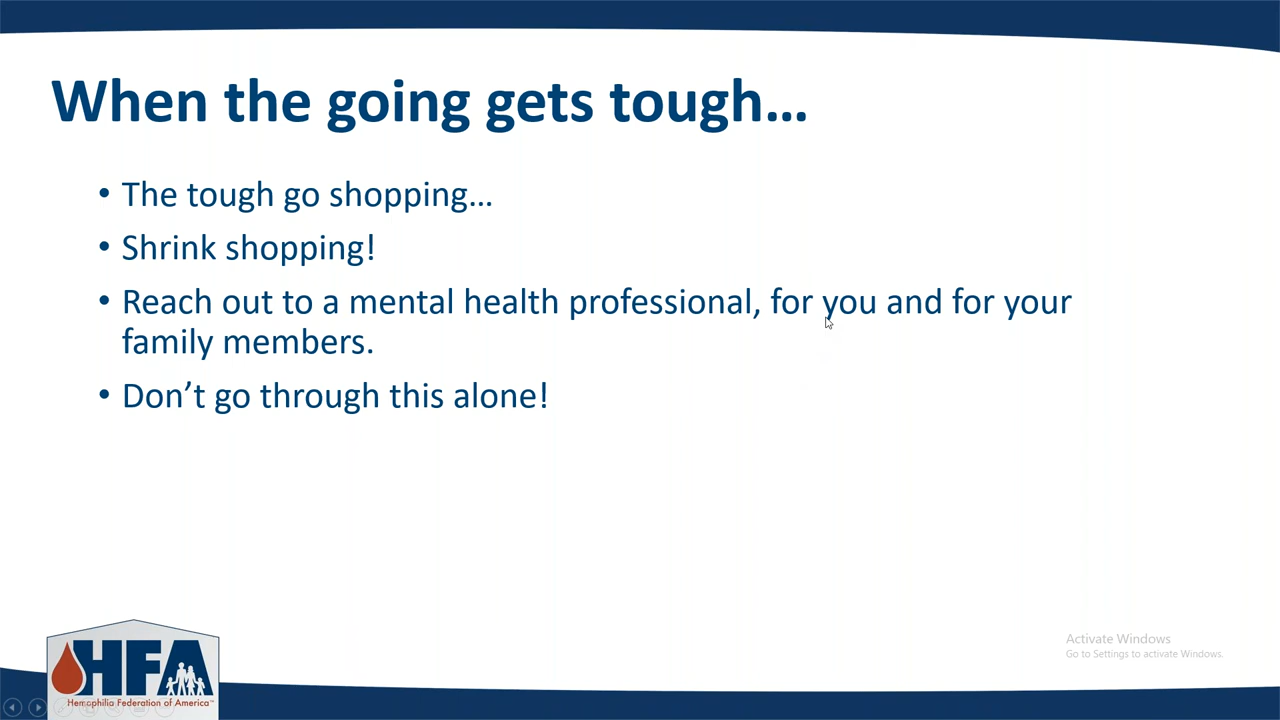 When the going gets tough…
• The tough go shopping…
• Shrink shopping!
• Reach out to a mental health professional, for you and for your
family members.
• Don’t go through this alone!
Activate Windows
Go to Settings to activate Windows.
HFA
Hemophilia Federation of America™